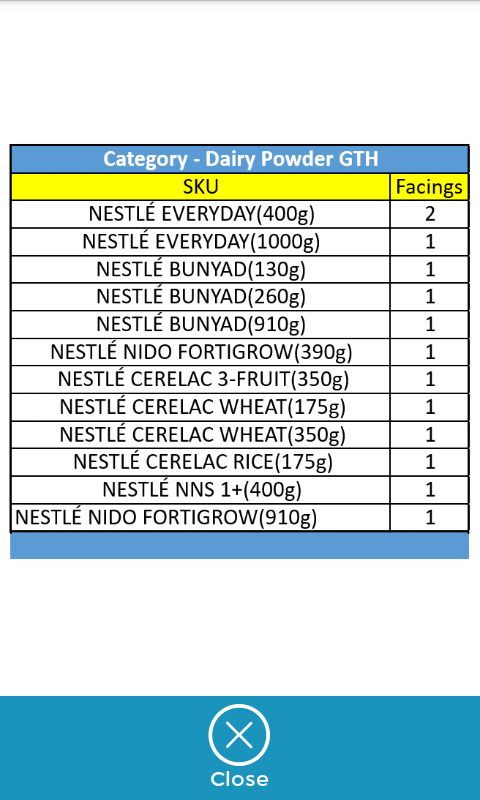 Category - Dairy Powder GTH
SKU Facings
NESTLÉ EVERYDAY(400g) 2
NESTLÉ EVERYDAY(1000g) 1
NESTLÉ BUNYAD(130g) 1
NESTLÉ BUNYAD(260g) 1
NESTLÉ BUNYAD(910g) 1
NESTLÉ NIDO FORTIGROW(390g) 1
NESTLÉ CERELAC 3-FRUIT(350g) 1
NESTLÉ CERELAC WHEAT(175g) 1
NESTLÉ CERELAC WHEAT(350g) 1
NESTLÉ CERELAC RICE(175g) 1
NESTLÉ NNS 1+(400g) 1
NESTLÉ NIDO FORTIGROW(910g) 1
Close